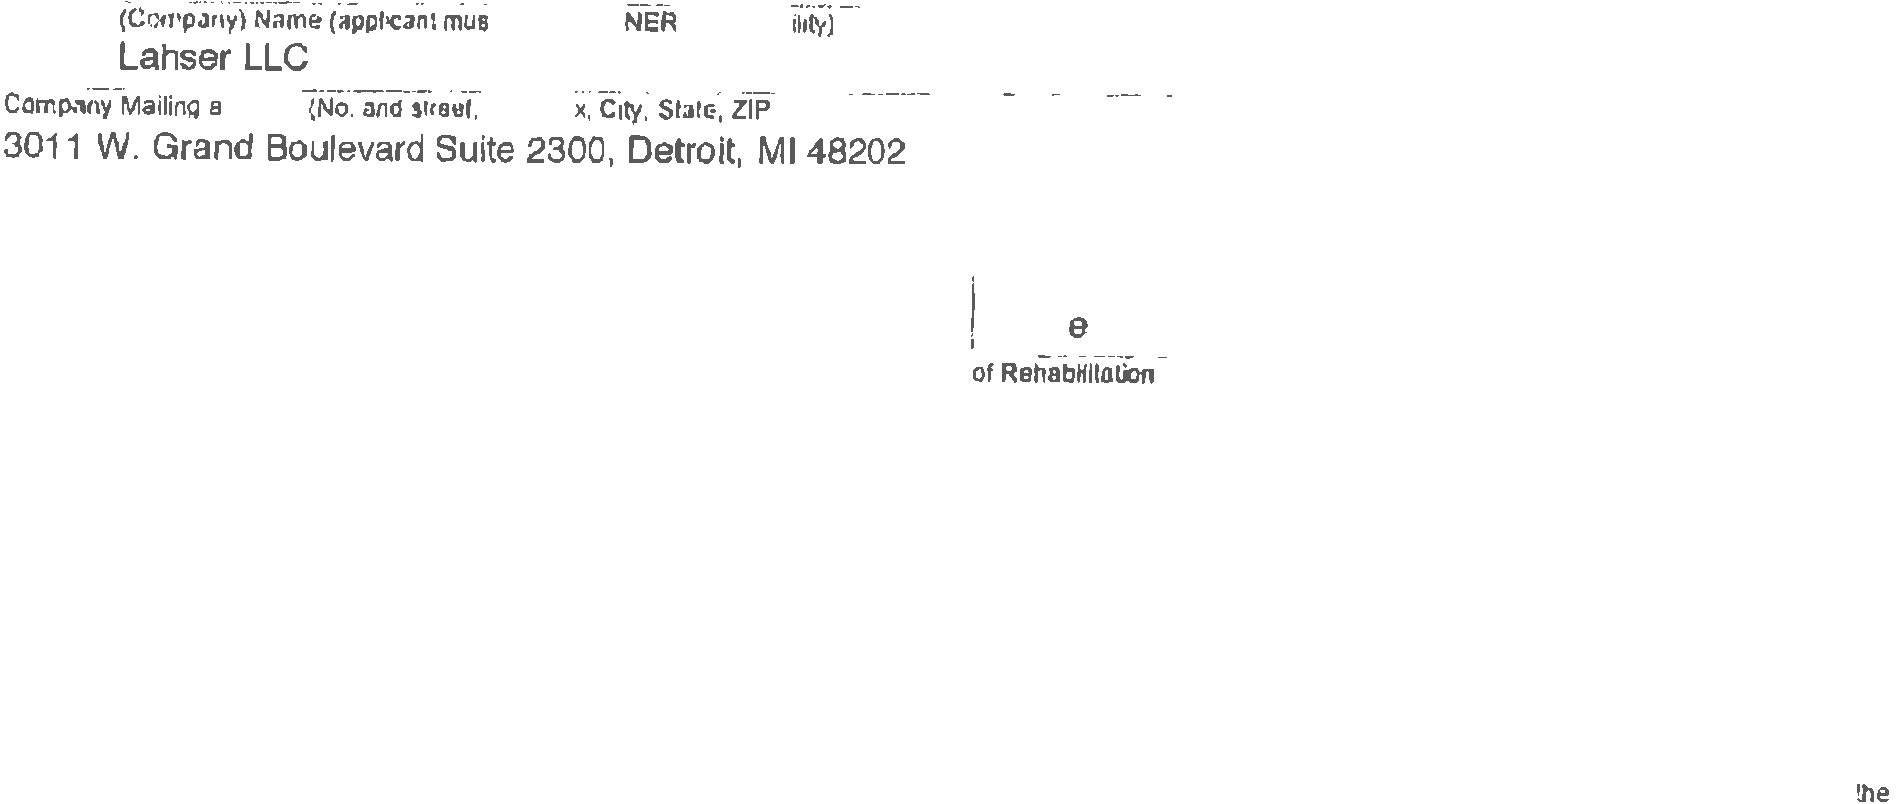 (Company) Name (applicant mus NER ility)
Lahser LLC
Company Mailing a (No. and street, x, City, State, ZIP
3011 W. Grand Boulevard Suite 2300, Detroit, MI 48202
e
of Rehabilitation
the